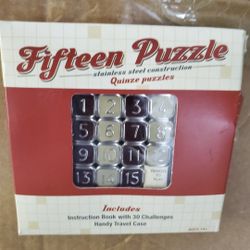 Fifteen Puzzle
stainless steel construction
Quinze puzzles
1 2 3 4
5 6 7 8
9 10 11 12
13 14 15
Includes
Instruction Book with 30 Challenges
Handy Travel Case